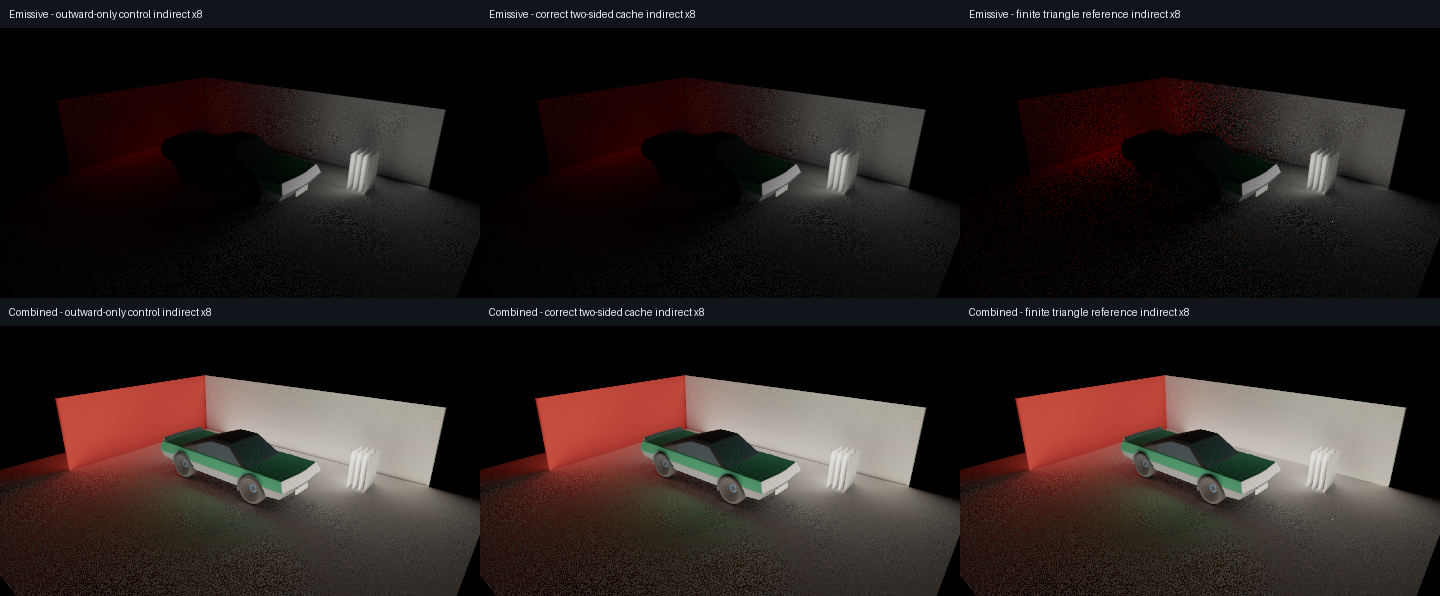 Emissive - outward-only control indirect x8
Emissive - correct two-sided cache indirect x8
Emissive - finite triangle reference indirect x8
Combined - outward-only control indirect x8
Combined - correct two-sided cache indirect x8
Combined - finite triangle reference indirect x8